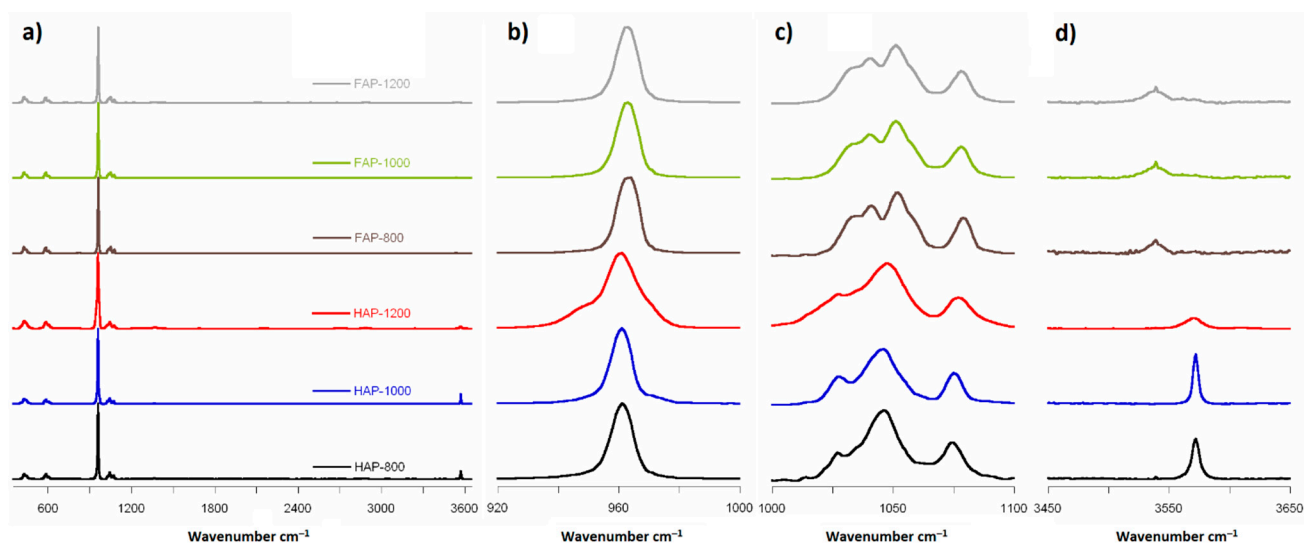 a) b) c) d)
FAP-1200
FAP-1000
FAP-800
HAP-1200
HAP-1000
HAP-800
600 1200 1800 2400 3000 3600 920 960 1000 1000 1050 1100 3450 3550 3650
Wavenumber cm⁻¹ Wavenumber cm⁻¹ Wavenumber cm⁻¹ Wavenumber cm⁻¹